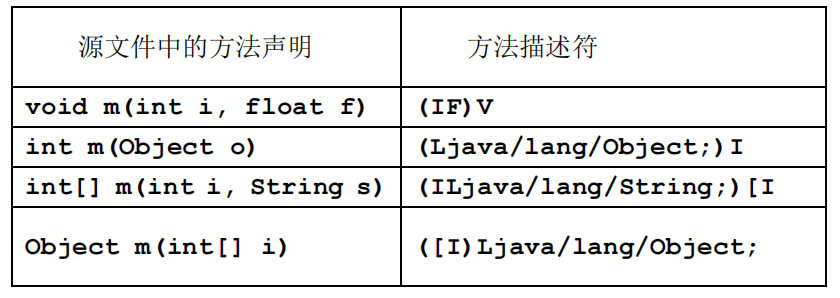 源文件中的方法声明 方法描述符
void m(int i, float f) (IF)V
int m(Object o) (Ljava/lang/Object;)I
int[] m(int i, String s) (ILjava/lang/String;)[I
Object m(int[] i) ([I)Ljava/lang/Object;